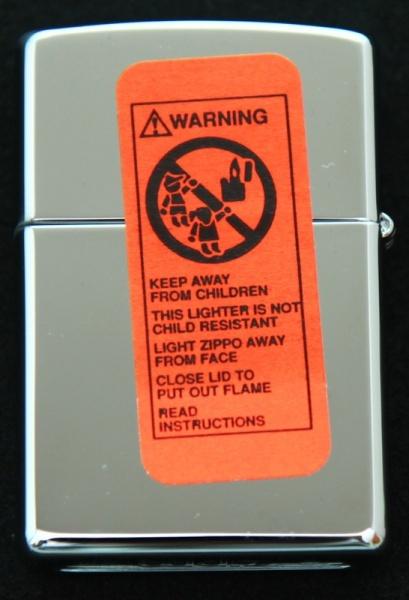 WARNING
KEEP AWAY
FROM CHILDREN
THIS LIGHTER IS NOT
CHILD RESISTANT
LIGHT ZIPPO AWAY
FROM FACE
CLOSE LID TO
PUT OUT FLAME
READ
INSTRUCTIONS